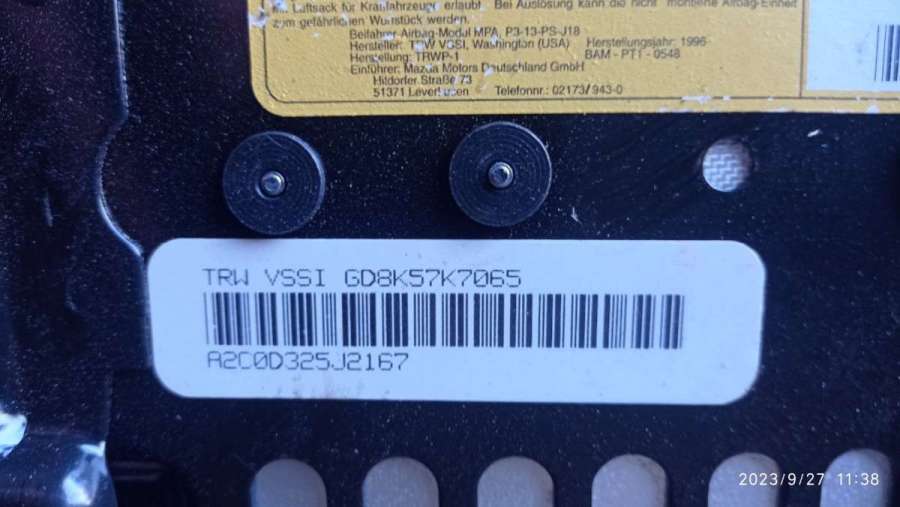 Luftsack für Kraftfahrzeuge erlaubt. Bei Auslösung kann die nicht montierte Airbag-Einheit
zum gefährlichen Wurfstück werden.
Beifahrer-Airbag-Modul MPA, P3-13-PS-J18
Hersteller: TRW VSSI, Washington (USA) Herstellungsjahr: 1996
Herstellung: TRWP-1 BAM - PT1 - 0548
Einführer: Mazda Motors Deutschland GmbH
Hitdorfer Straße 73
51371 Leverkusen Telefonnr.: 02173/943-0
TRW VSSI GD8K57K7065
A2C0D325J2167
2023/9/27 11:38